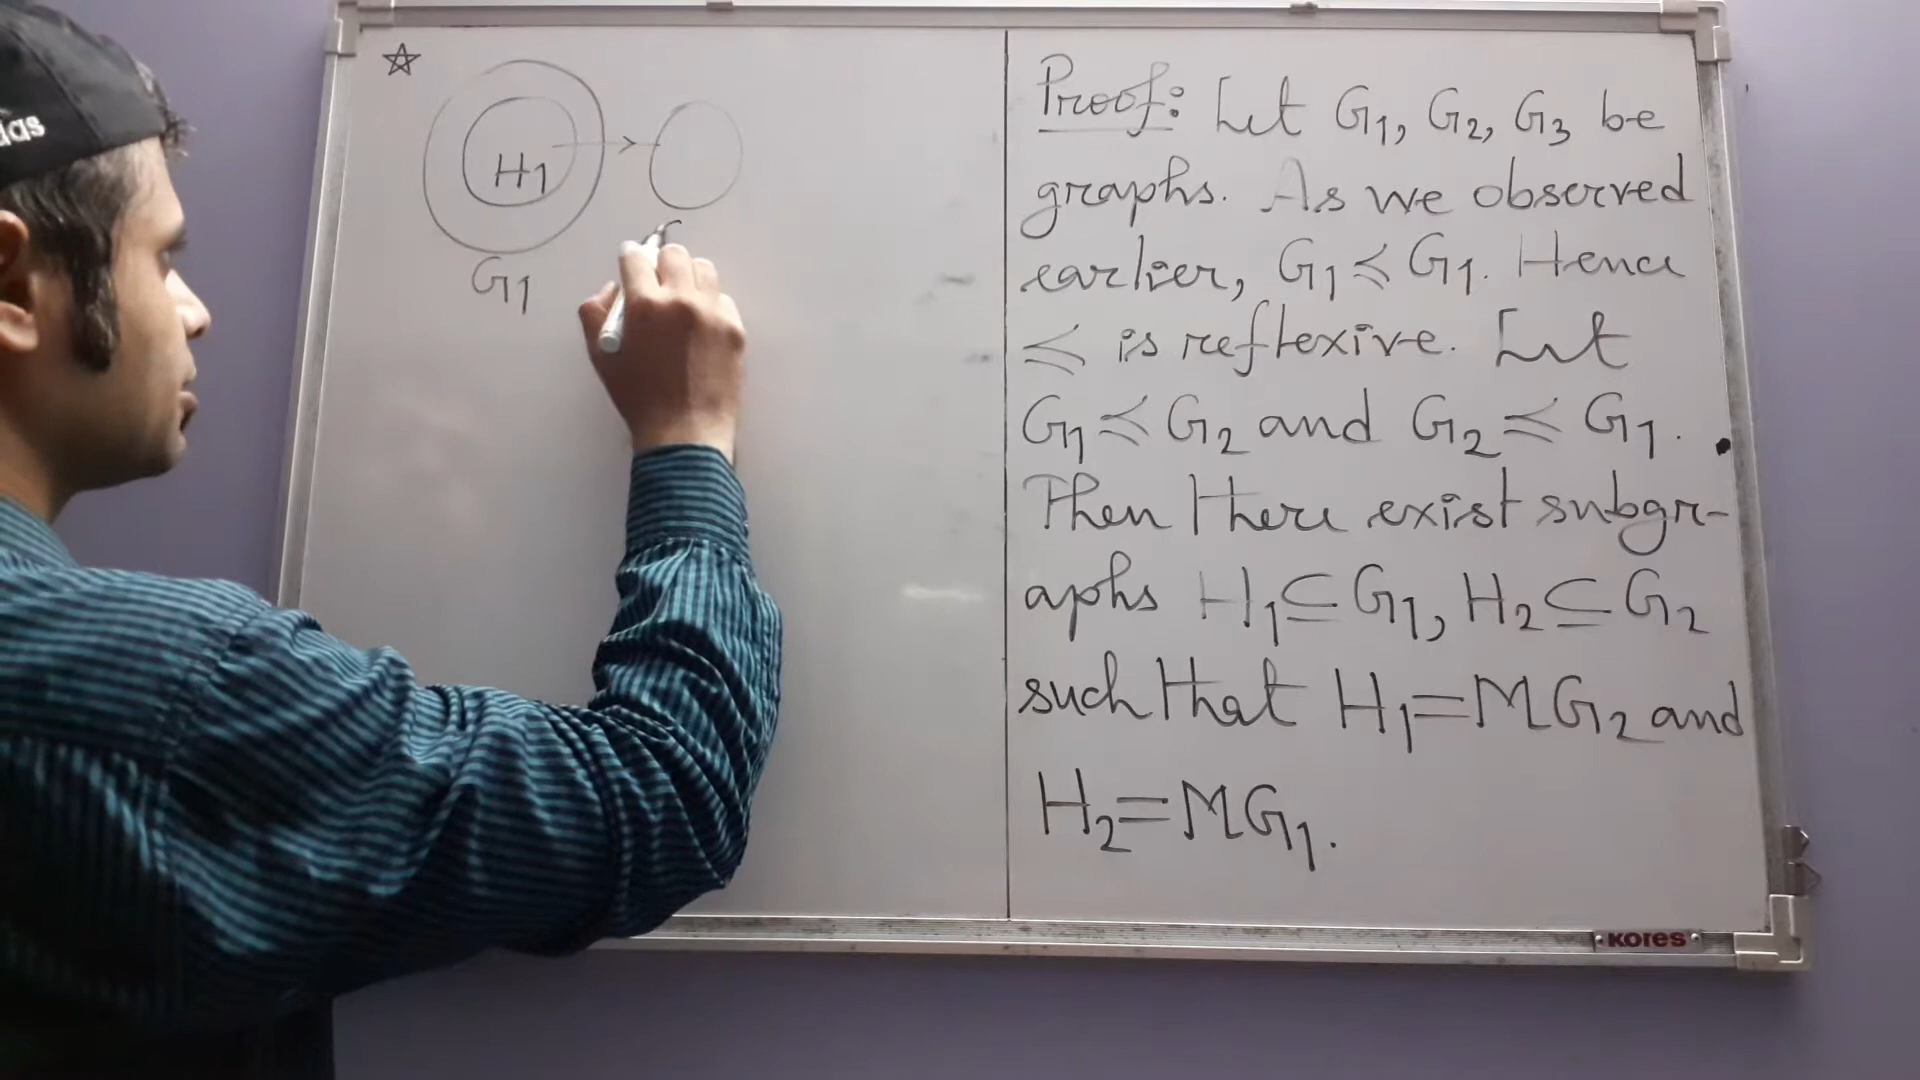 das
☆
H1
G1
Proof: Let G1, G2, G3 be
graphs. As we observed
earlier, G1 ≼ G1. Hence
≼ is reflexive. Let
G1 ≼ G2 and G2 ≼ G1.
Then there exist subgr-
aphs H1 ⊆ G1, H2 ⊆ G2
such that H1 = MG2 and
H2 = MG1.
KORES